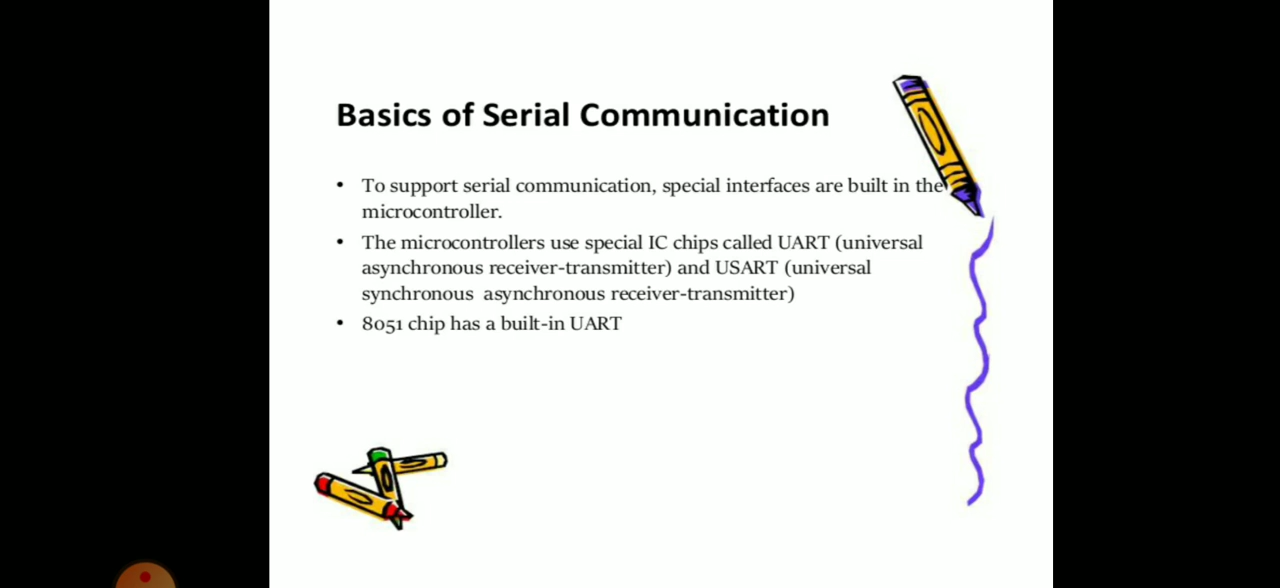 Basics of Serial Communication
• To support serial communication, special interfaces are built in the
microcontroller.
• The microcontrollers use special IC chips called UART (universal
asynchronous receiver-transmitter) and USART (universal
synchronous  asynchronous receiver-transmitter)
• 8051 chip has a built-in UART